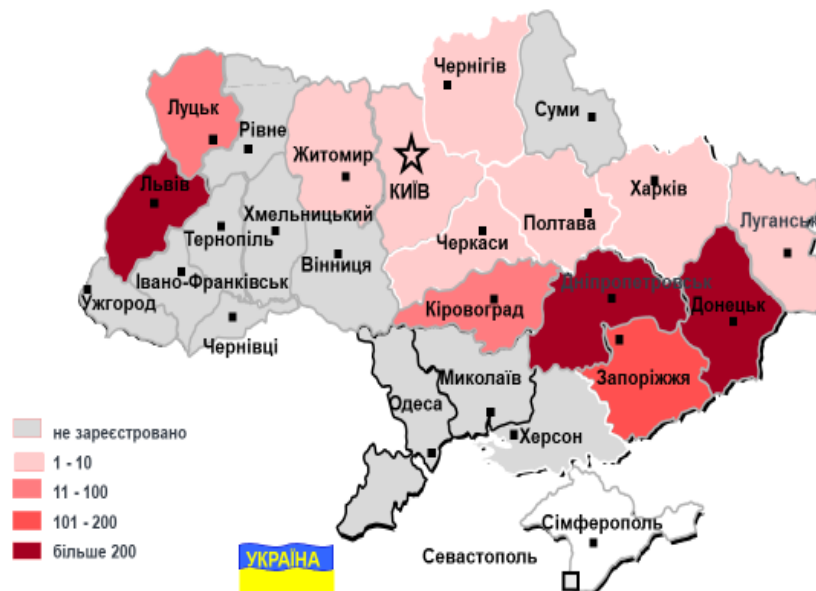 Чернігів
Луцьк
Суми
Рівне
Житомир
КИЇВ
Львів
Харків
Хмельницький
Полтава
Луганськ
Тернопіль
Черкаси
Вінниця
Івано-Франківськ
Дніпропетровськ
Ужгород
Кіровоград
Донецьк
Чернівці
Миколаїв
Запоріжжя
Одеса
Херсон
не зареєстровано
1 - 10
11 - 100
101 - 200
більше 200
Сімферополь
Севастополь
УКРАЇНА